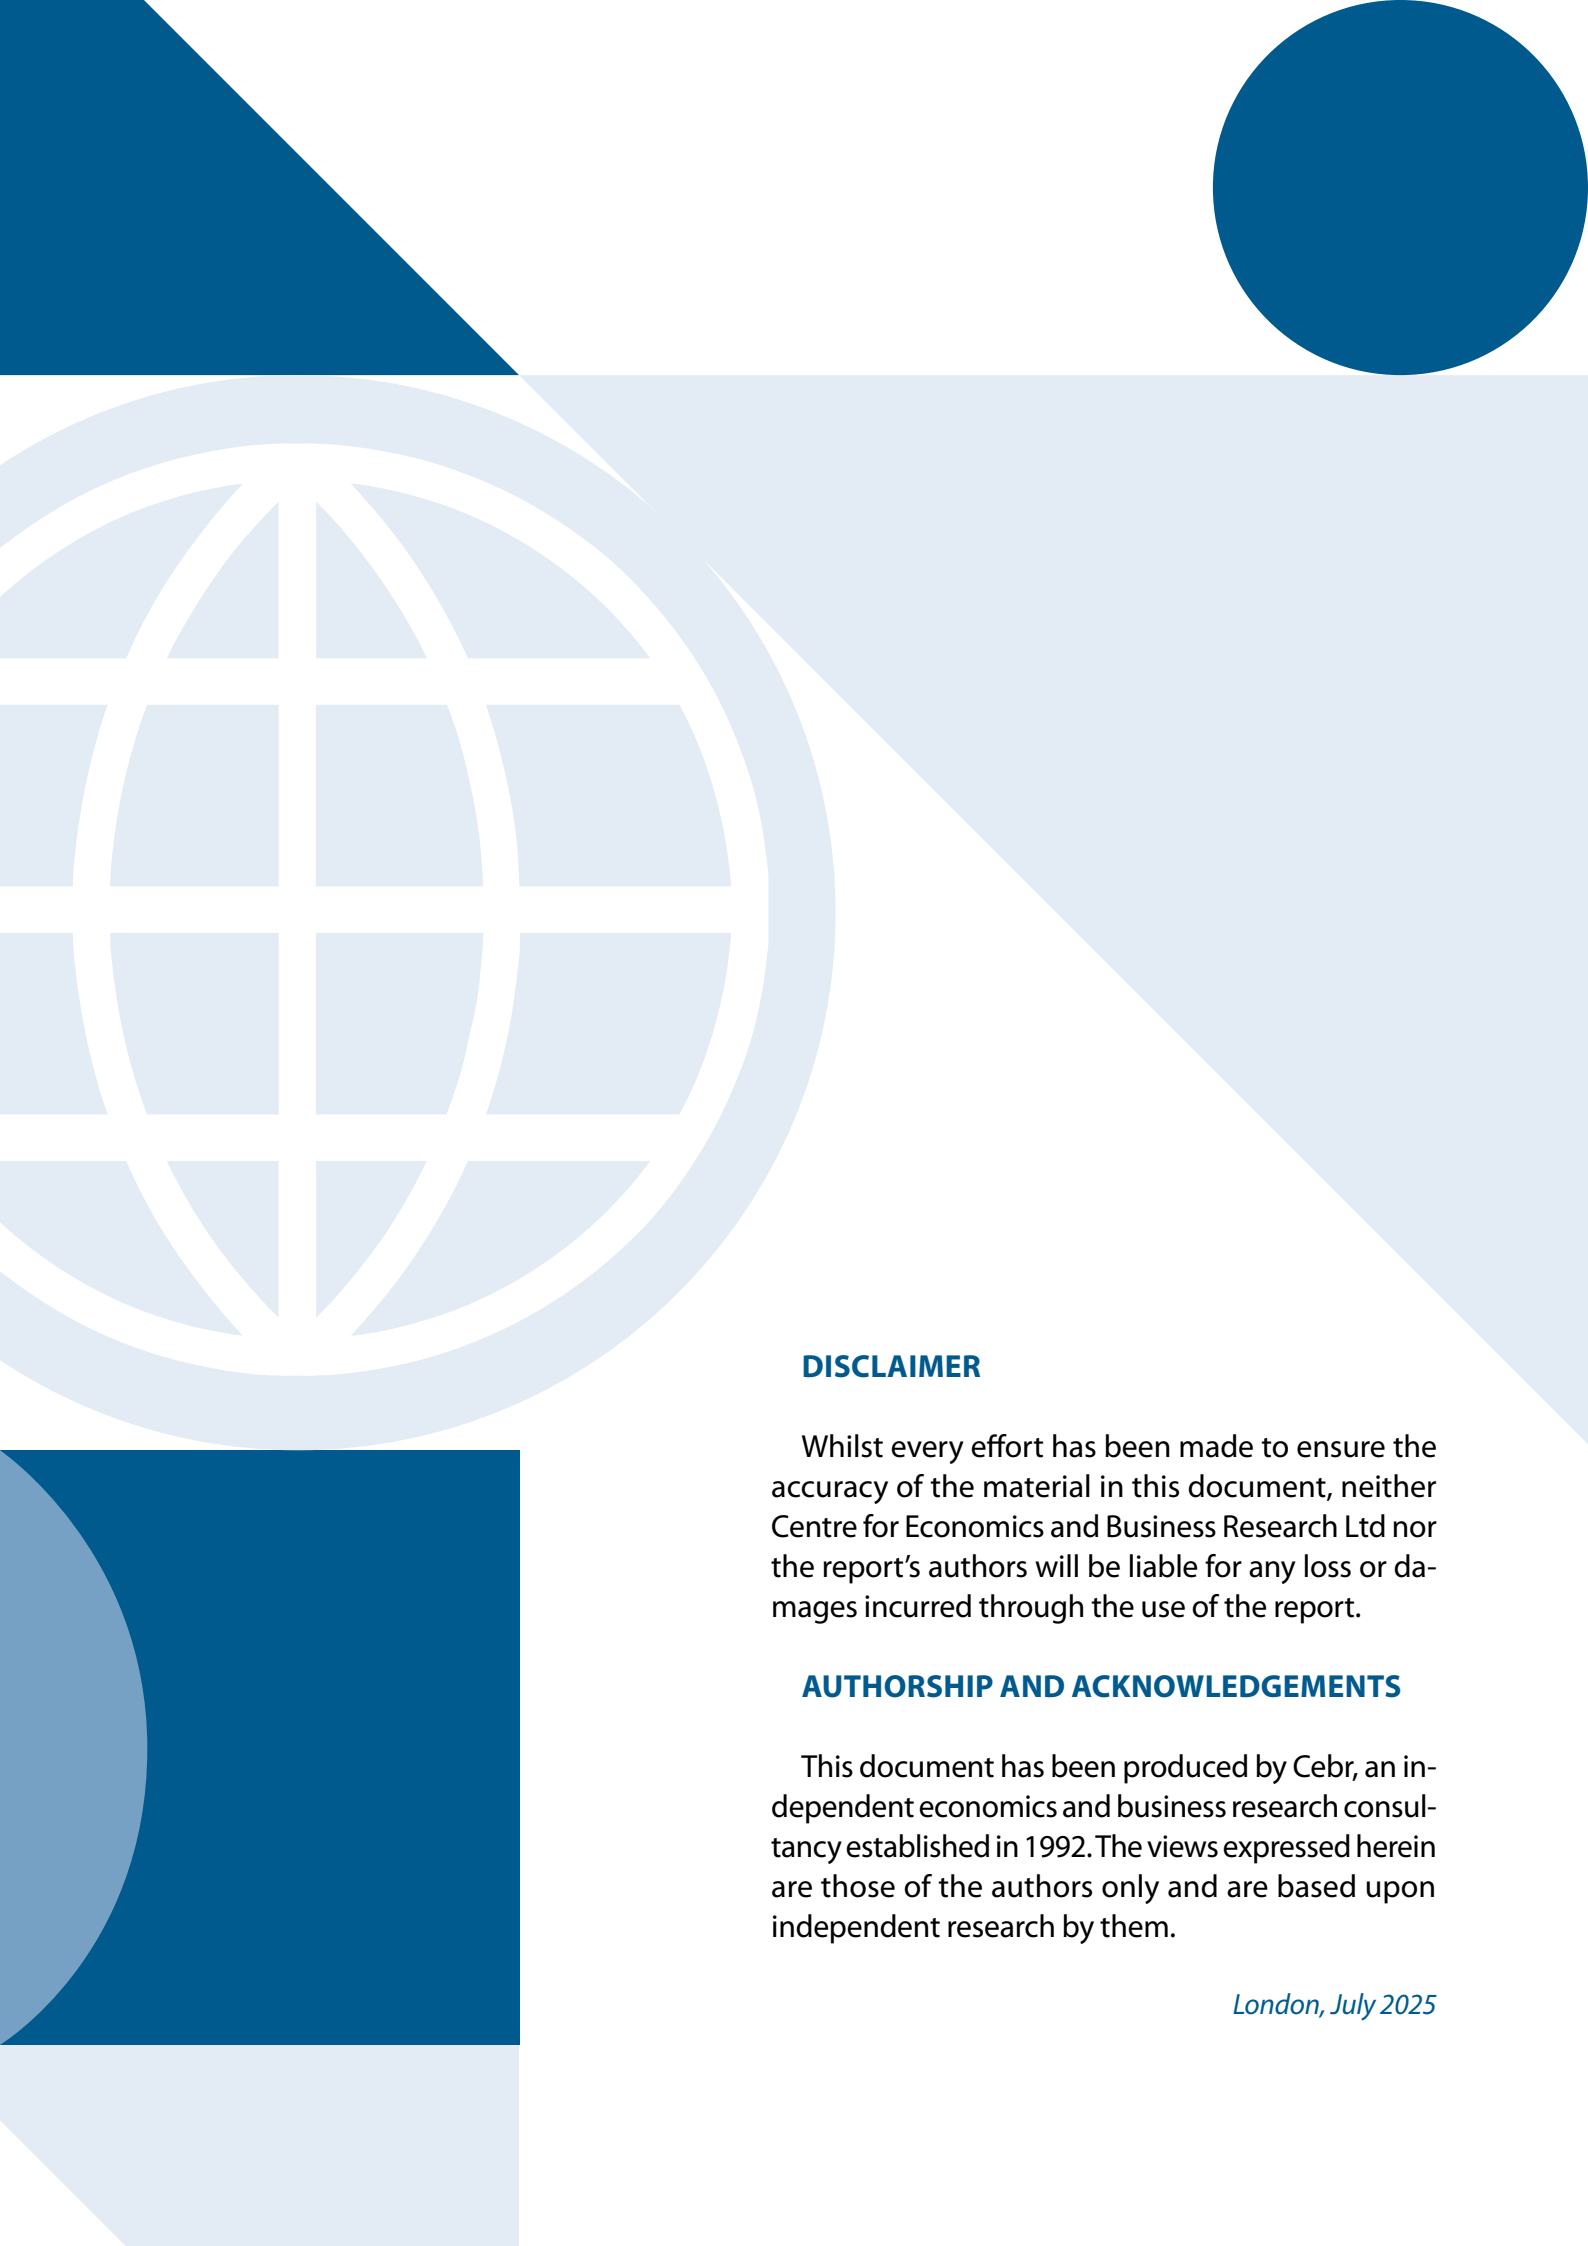 DISCLAIMER
Whilst every effort has been made to ensure the
accuracy of the material in this document, neither
Centre for Economics and Business Research Ltd nor
the report’s authors will be liable for any loss or da-
mages incurred through the use of the report.
AUTHORSHIP AND ACKNOWLEDGEMENTS
This document has been produced by Cebr, an in-
dependent economics and business research consul-
tancy established in 1992. The views expressed herein
are those of the authors only and are based upon
independent research by them.
London, July 2025